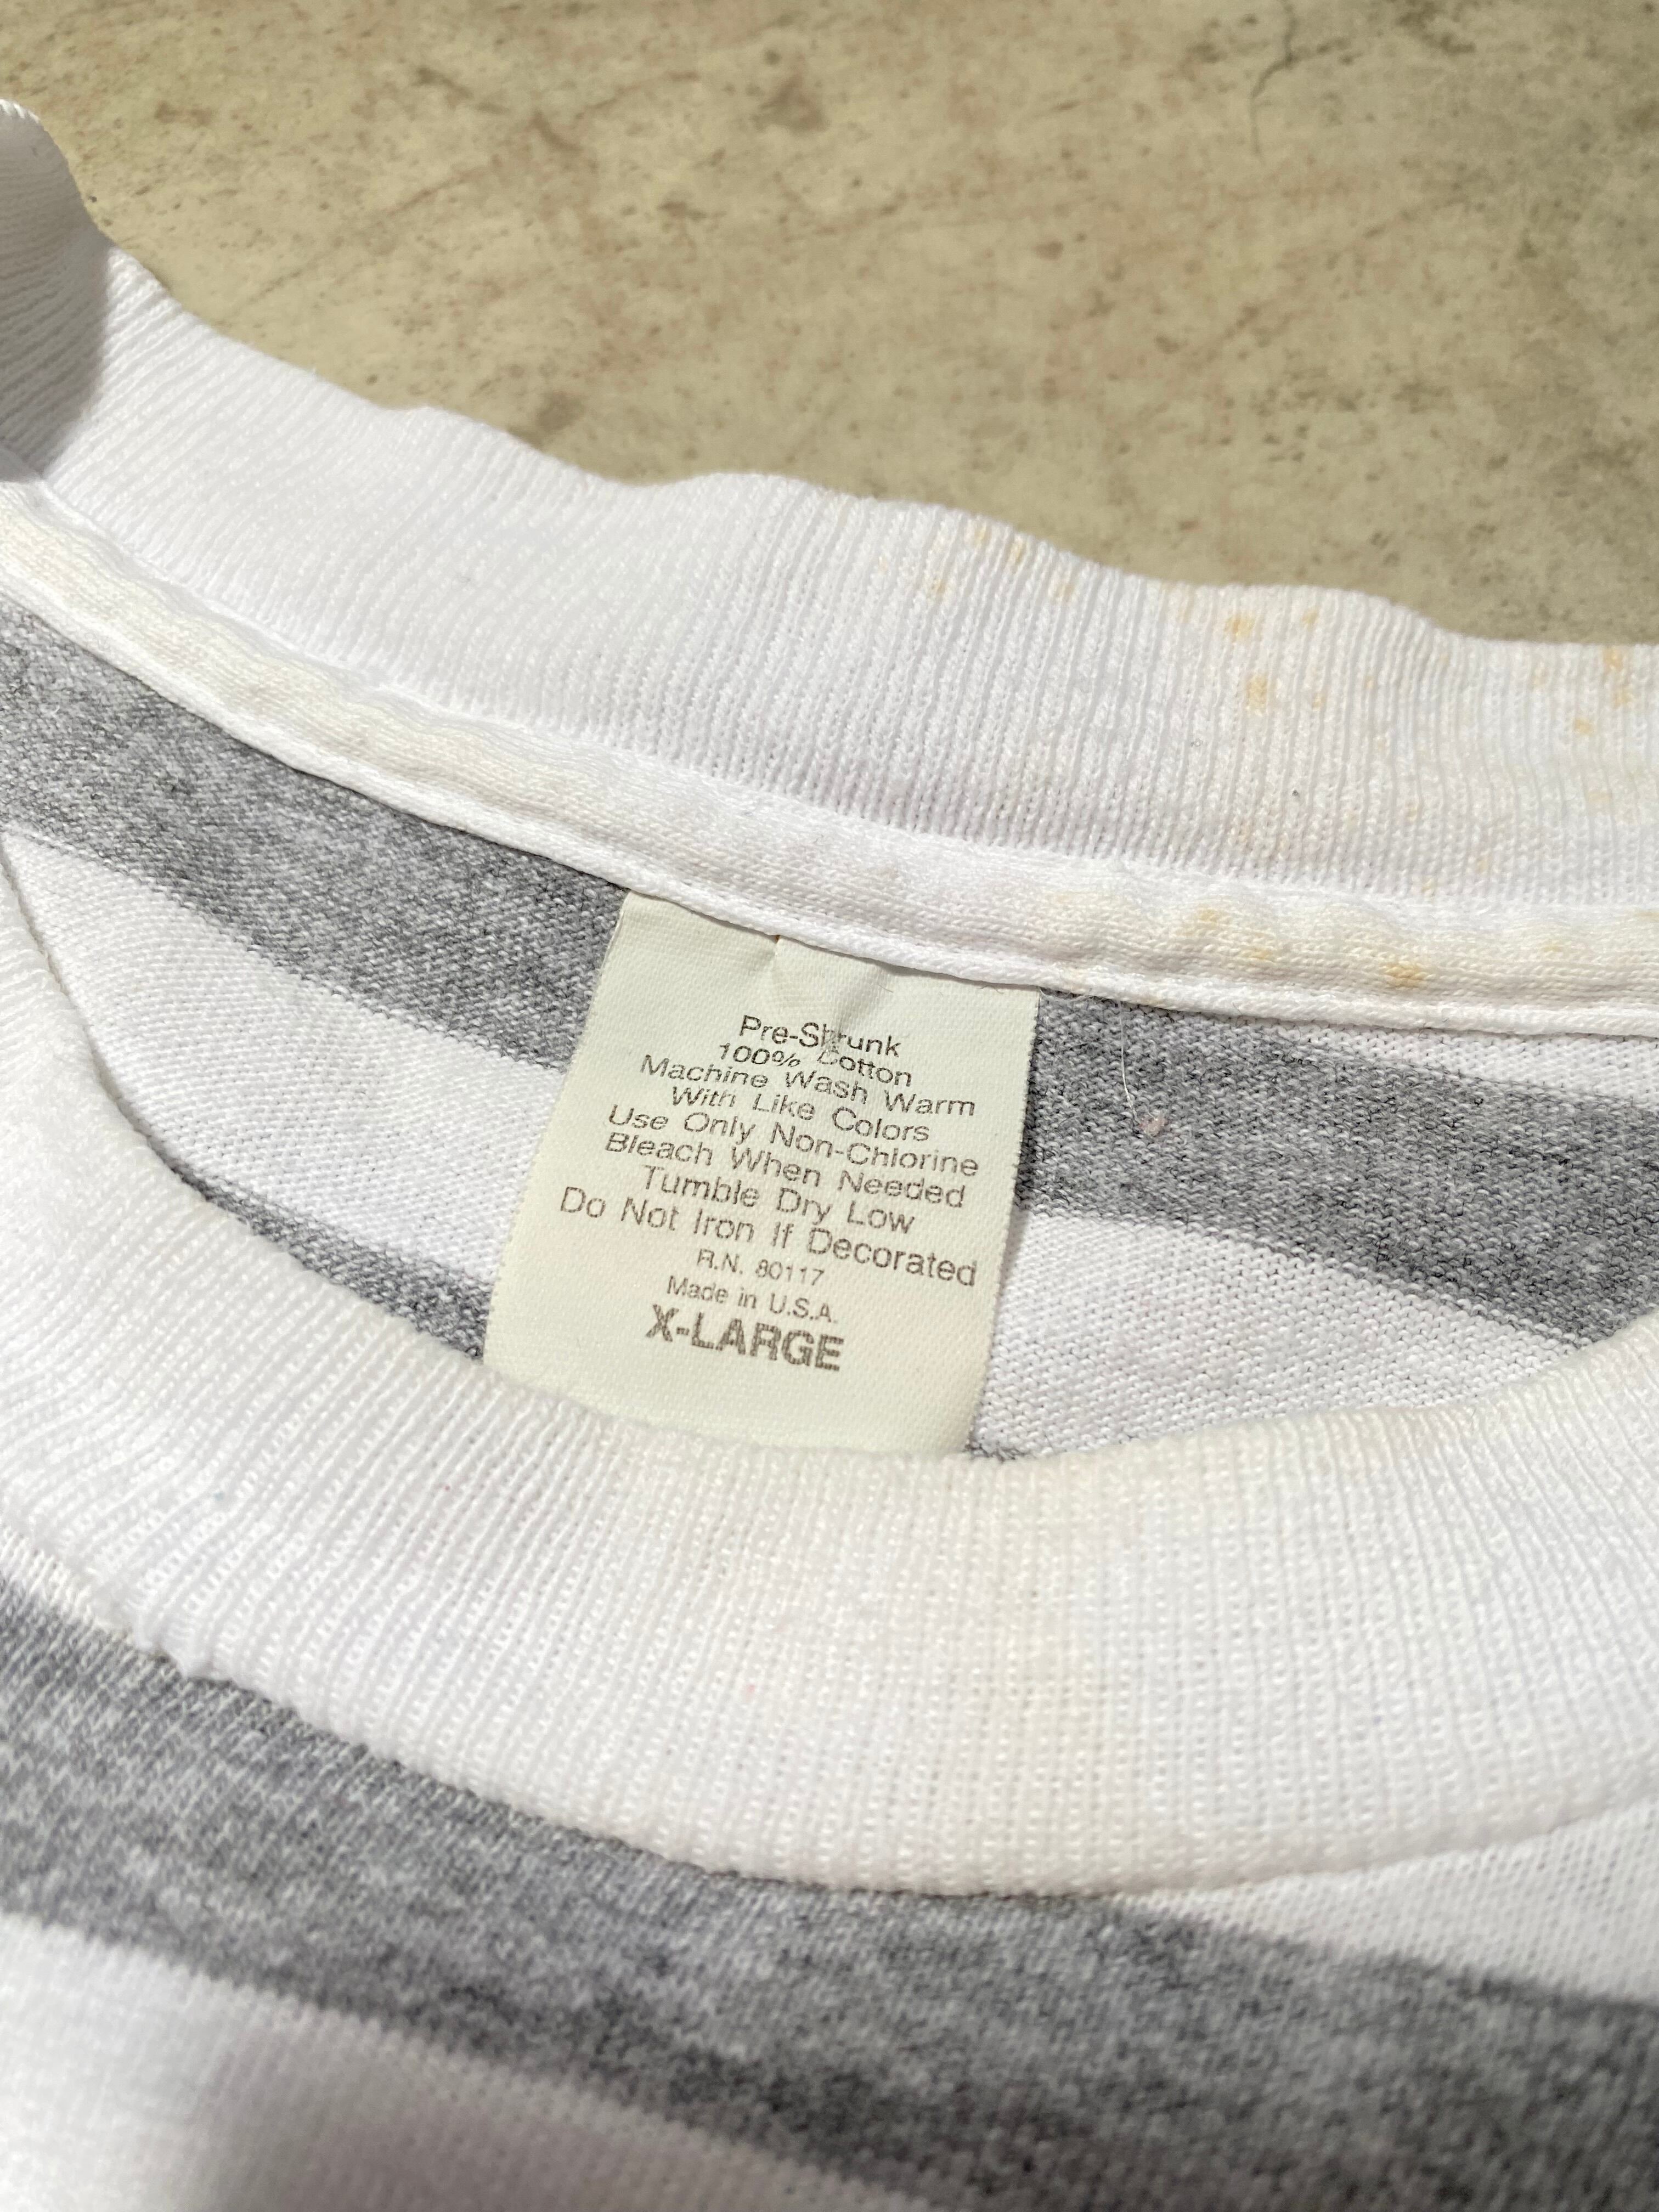 Pre-Shrunk
100% Cotton
Machine Wash Warm
With Like Colors
Use Only Non-Chlorine
Bleach When Needed
Tumble Dry Low
Do Not Iron If Decorated
R.N. 80117
Made in U.S.A.
X-LARGE